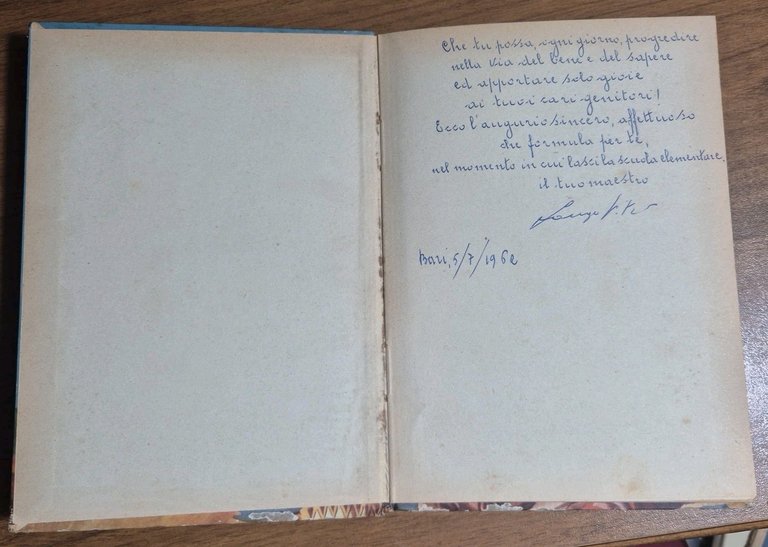 Che tu possa, ogni giorno, progredire
nella via del bene e del sapere
ed apportare solo gioie
ai tuoi cari genitori!
Ecco l'augurio sincero, affettuoso
che formula per te,
nel momento in cui lasci la scuola elementare,
il tuo maestro
Bari, 5/7/1962